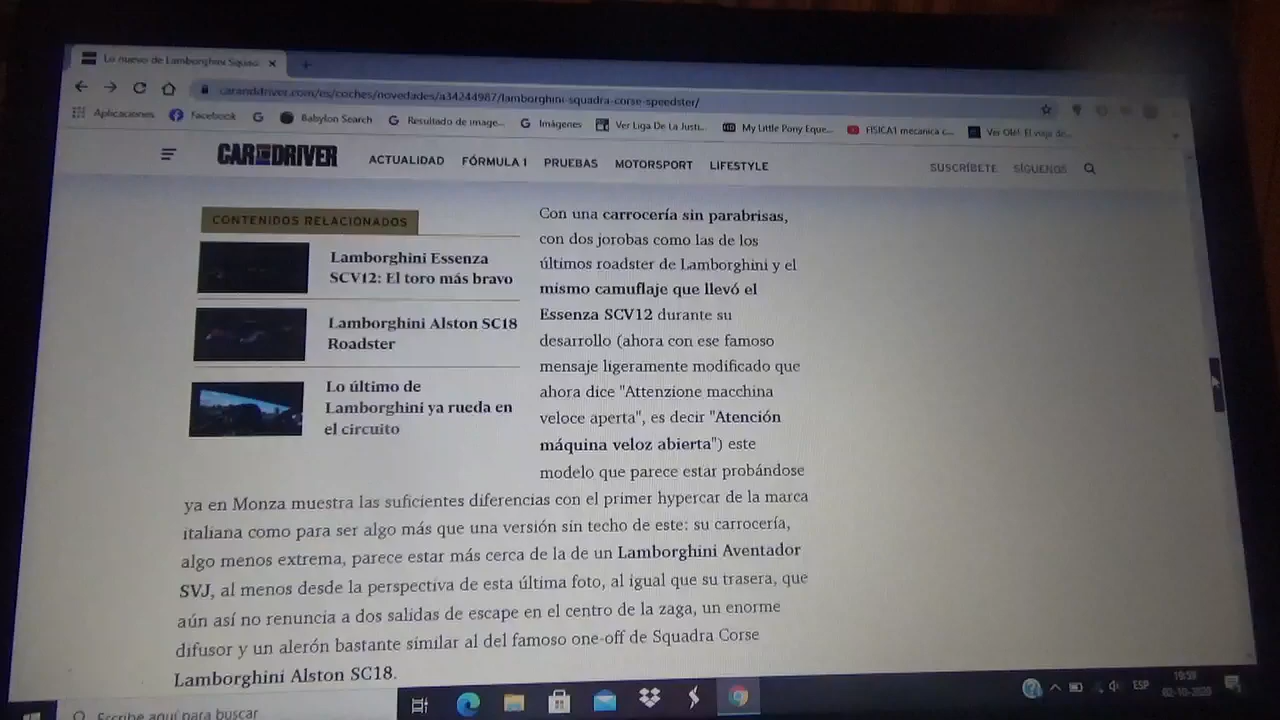 Lo nuevo de Lamborghini Squad
caranddriver.com/es/coches/novedades/a34244987/lamborghini-squadra-corse-speedster/
Aplicaciones Facebook Babylon Search Resultado de image... Imágenes Ver Liga De La Justi... My Little Pony Eque... FISICA1 mecanica c... Ver Olé! El viaje de...
CAR AND DRIVER ACTUALIDAD FÓRMULA 1 PRUEBAS MOTORSPORT LIFESTYLE SUSCRÍBETE SÍGUENOS
CONTENIDOS RELACIONADOS
Lamborghini Essenza
SCV12: El toro más bravo
Lamborghini Alston SC18
Roadster
Lo último de
Lamborghini ya rueda en
el circuito
Con una carrocería sin parabrisas,
con dos jorobas como las de los
últimos roadster de Lamborghini y el
mismo camuflaje que llevó el
Essenza SCV12 durante su
desarrollo (ahora con ese famoso
mensaje ligeramente modificado que
ahora dice "Attenzione macchina
veloce aperta", es decir "Atención
máquina veloz abierta") este
modelo que parece estar probándose
ya en Monza muestra las suficientes diferencias con el primer hypercar de la marca
italiana como para ser algo más que una versión sin techo de este: su carrocería,
algo menos extrema, parece estar más cerca de la de un Lamborghini Aventador
SVJ, al menos desde la perspectiva de esta última foto, al igual que su trasera, que
aún así no renuncia a dos salidas de escape en el centro de la zaga, un enorme
difusor y un alerón bastante similar al del famoso one-off de Squadra Corse
Lamborghini Alston SC18.
Escribe aquí para buscar
ESP
19:59
02-10-2020